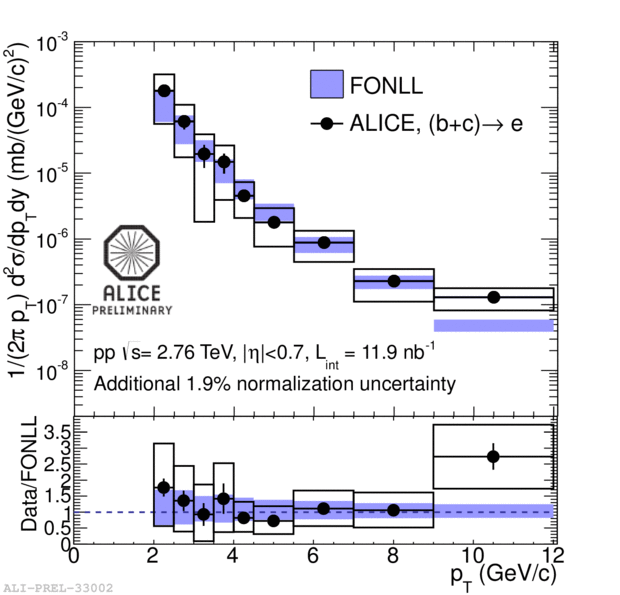 1/(2π p_T) d²σ/dp_Tdy (mb/(GeV/c)²)
10⁻³
10⁻⁴
10⁻⁵
10⁻⁶
10⁻⁷
10⁻⁸
FONLL
ALICE, (b+c)→ e
ALICE
PRELIMINARY
pp √s= 2.76 TeV, |η|<0.7, L_int = 11.9 nb⁻¹
Additional 1.9% normalization uncertainty
Data/FONLL
3.5
3
2.5
2
1.5
1
0.5
0
0 2 4 6 8 10 12
p_T (GeV/c)
ALI-PREL-33002